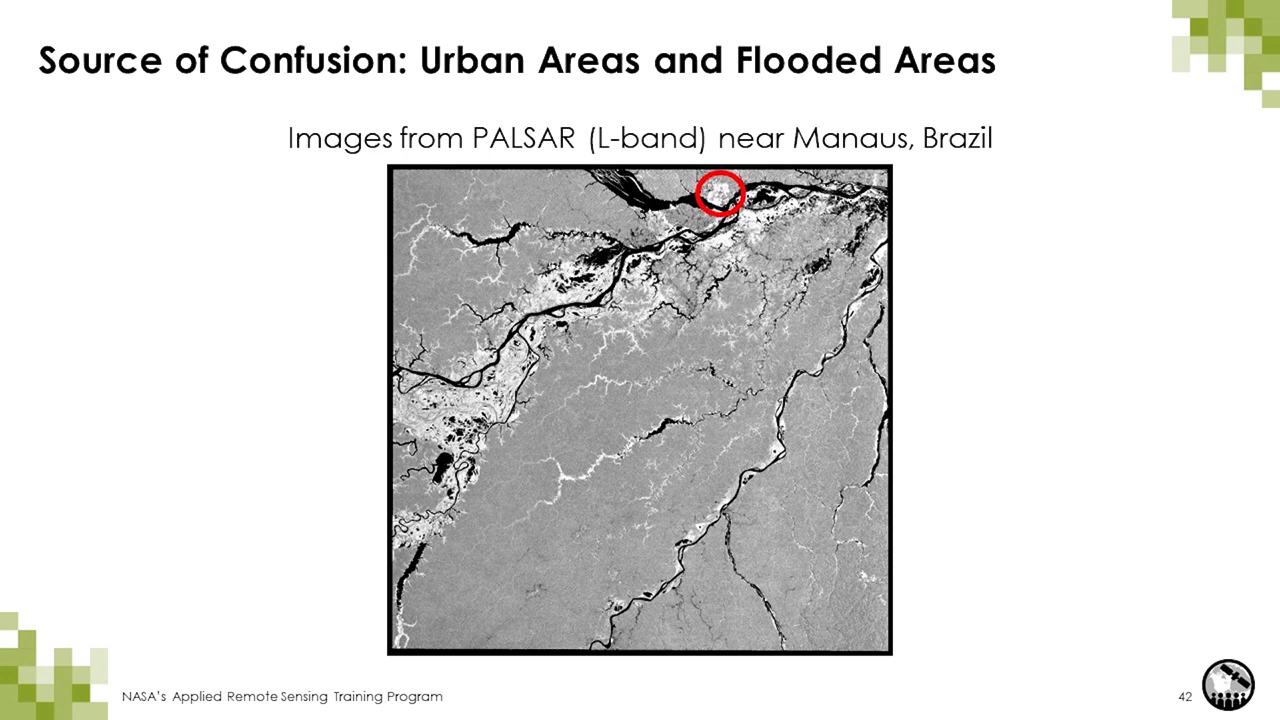 Source of Confusion: Urban Areas and Flooded Areas
Images from PALSAR (L-band) near Manaus, Brazil
NASA's Applied Remote Sensing Training Program
42